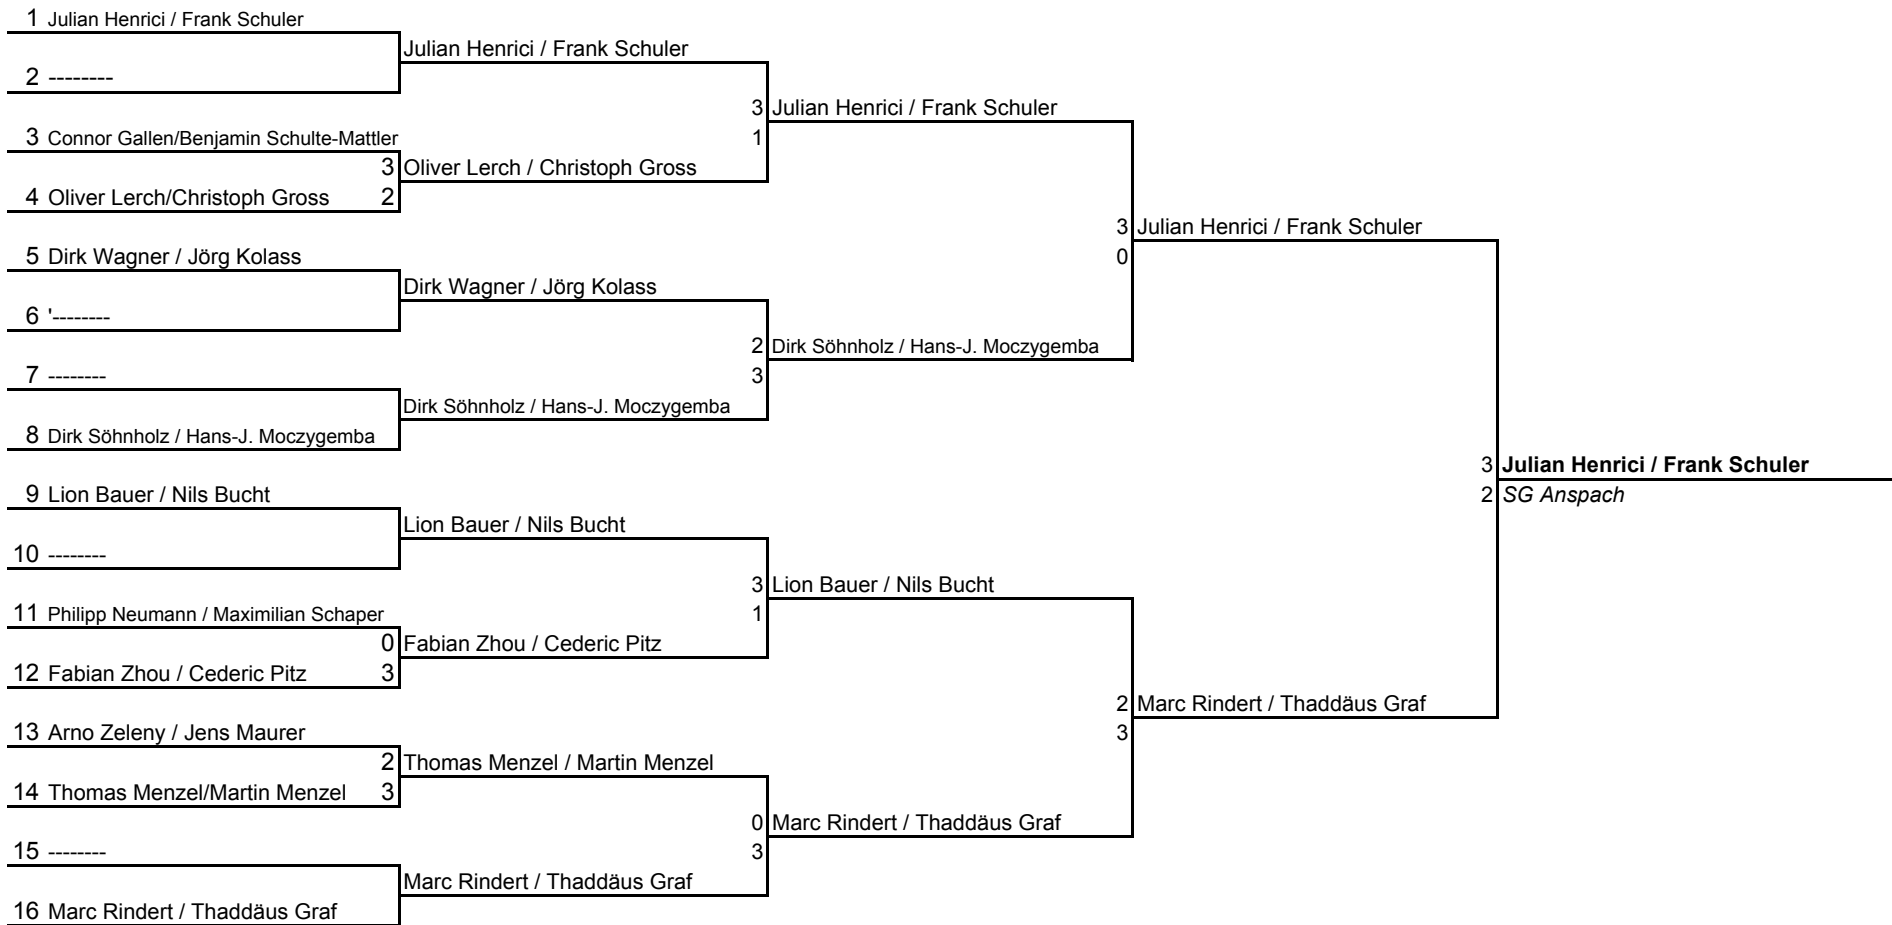 1 Julian Henrici / Frank Schuler
Julian Henrici / Frank Schuler
2 --------
3 Julian Henrici / Frank Schuler
3 Connor Gallen/Benjamin Schulte-Mattler
1
3 Oliver Lerch / Christoph Gross
4 Oliver Lerch/Christoph Gross 2
3 Julian Henrici / Frank Schuler
5 Dirk Wagner / Jörg Kolass
0
Dirk Wagner / Jörg Kolass
6 '--------
2 Dirk Söhnholz / Hans-J. Moczygemba
7 --------
3
Dirk Söhnholz / Hans-J. Moczygemba
8 Dirk Söhnholz / Hans-J. Moczygemba
3 Julian Henrici / Frank Schuler
9 Lion Bauer / Nils Bucht
2 SG Anspach
Lion Bauer / Nils Bucht
10 --------
3 Lion Bauer / Nils Bucht
11 Philipp Neumann / Maximilian Schaper
1
0 Fabian Zhou / Cederic Pitz
12 Fabian Zhou / Cederic Pitz 3
2 Marc Rindert / Thaddäus Graf
13 Arno Zeleny / Jens Maurer
3
2 Thomas Menzel / Martin Menzel
14 Thomas Menzel/Martin Menzel 3
0 Marc Rindert / Thaddäus Graf
15 --------
3
Marc Rindert / Thaddäus Graf
16 Marc Rindert / Thaddäus Graf